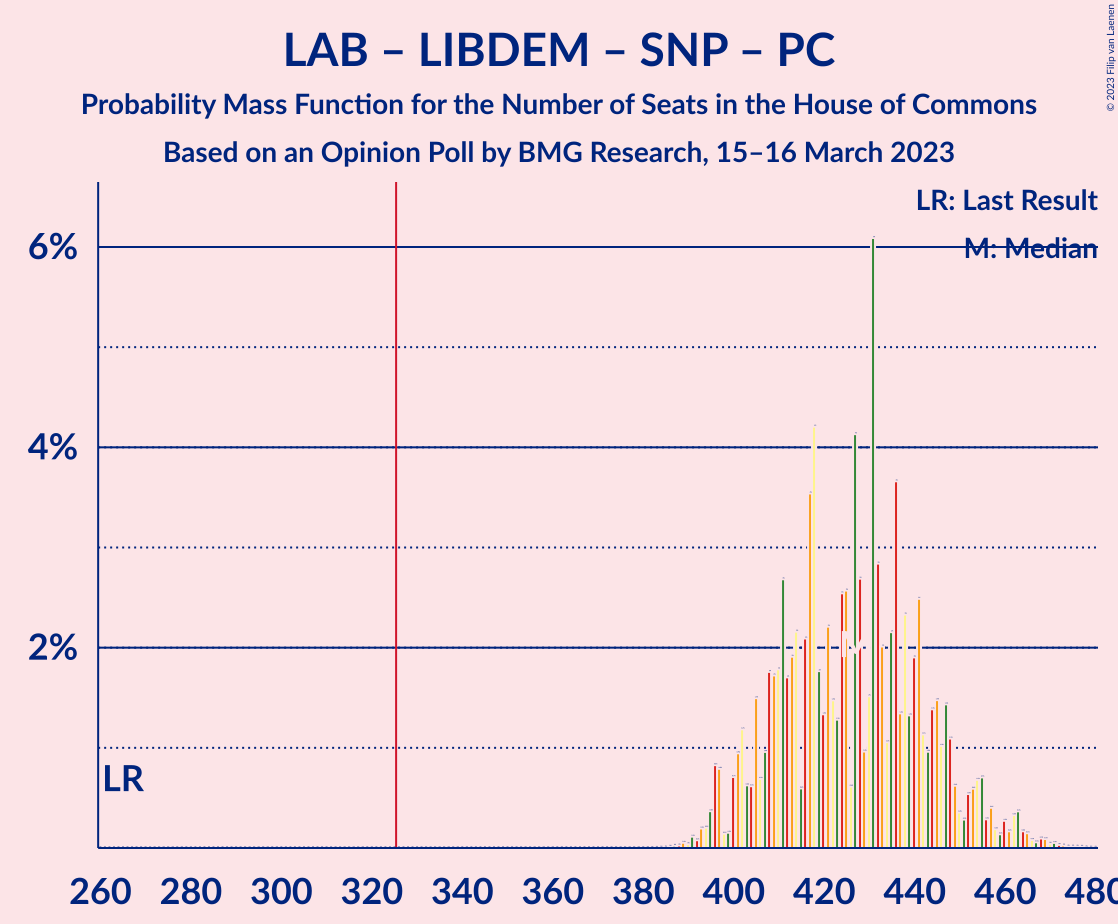 LAB – LIBDEM – SNP – PC
Probability Mass Function for the Number of Seats in the House of Commons
Based on an Opinion Poll by BMG Research, 15–16 March 2023
© 2023 Filip van Laenen
LR: Last Result
M: Median
6%
4%
2%
LR
260 280 300 320 340 360 380 400 420 440 460 480